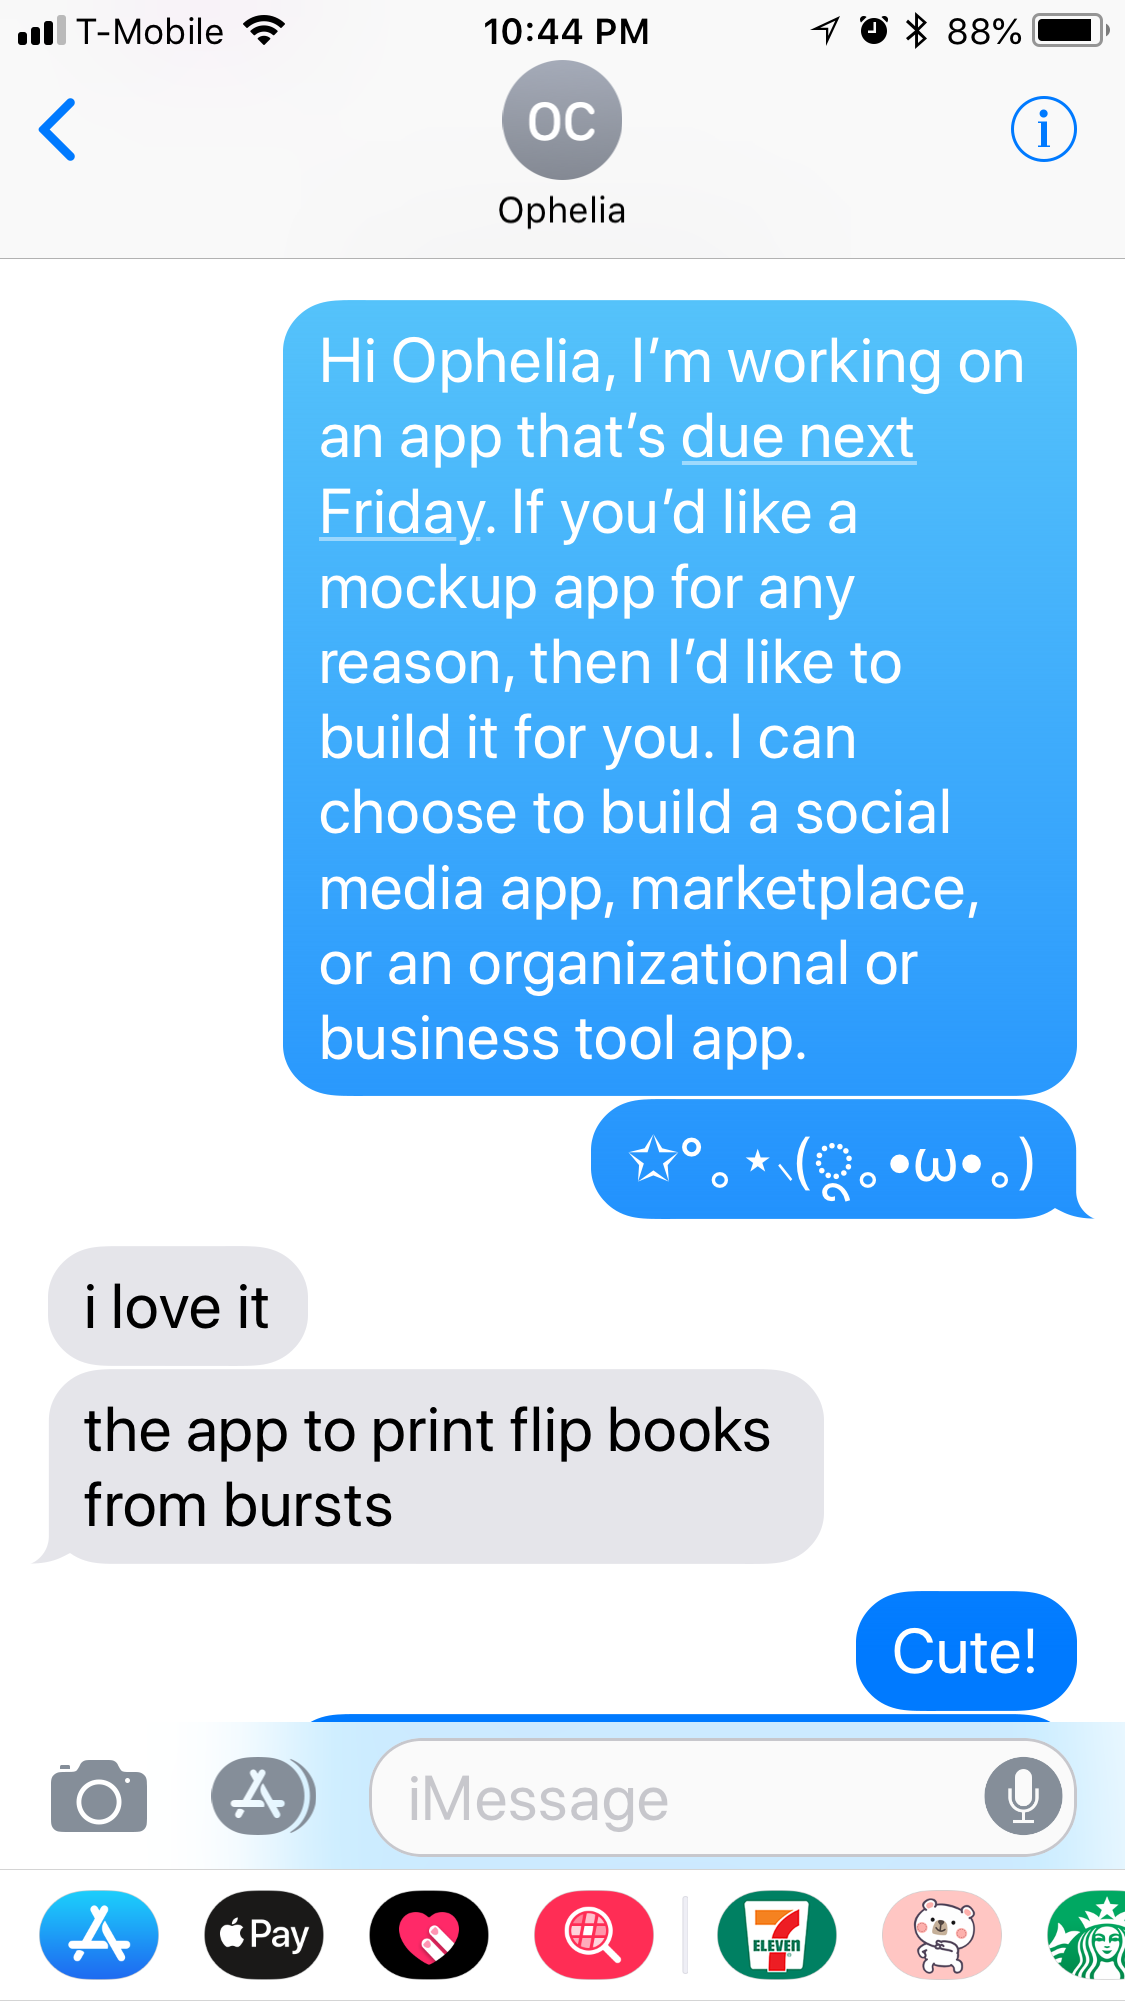 T-Mobile 10:44 PM 88%
OC
Ophelia
Hi Ophelia, I’m working on
an app that’s due next
Friday. If you’d like a
mockup app for any
reason, then I’d like to
build it for you. I can
choose to build a social
media app, marketplace,
or an organizational or
business tool app.
☆°｡⋆⸜(ू｡•ω•｡)
i love it
the app to print flip books
from bursts
Cute!
iMessage
Pay
7
ELEVEN